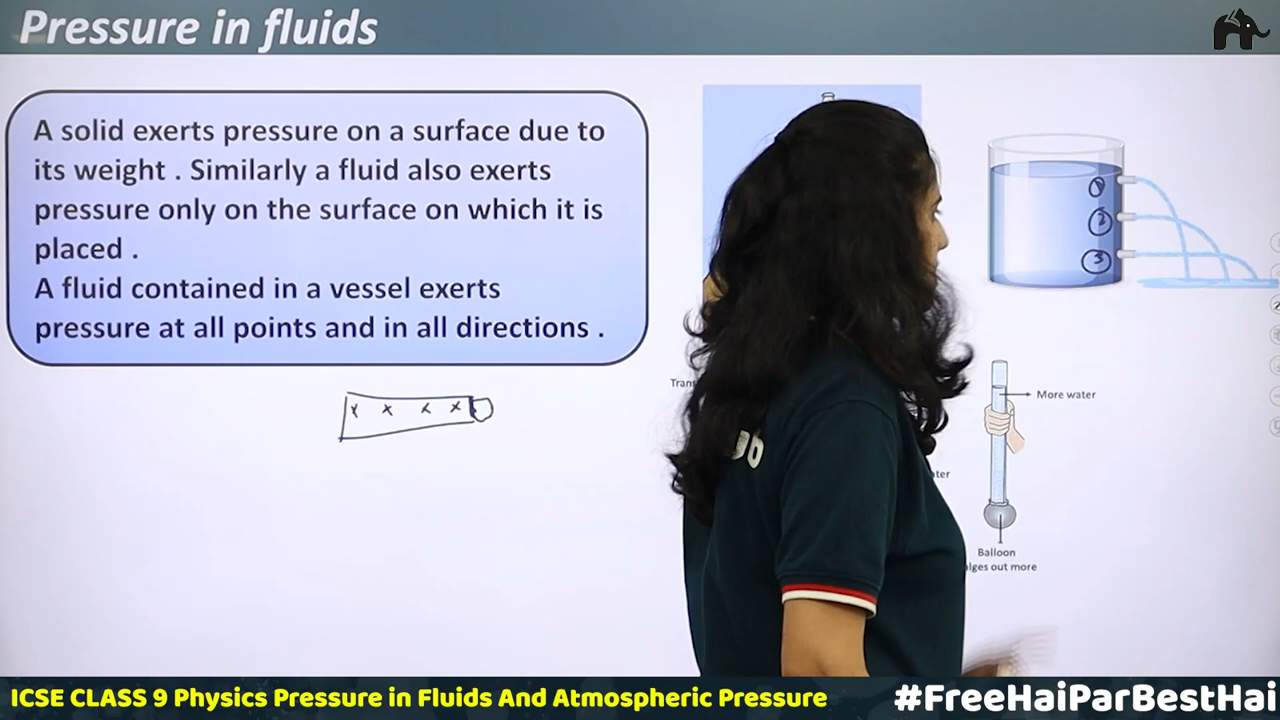 Pressure in fluids
A solid exerts pressure on a surface due to
its weight . Similarly a fluid also exerts
pressure only on the surface on which it is
placed .
A fluid contained in a vessel exerts
pressure at all points and in all directions .
1
2
3
More water
Balloon
ICSE CLASS 9 Physics Pressure in Fluids And Atmospheric Pressure
#FreeHaiParBestHai
out more